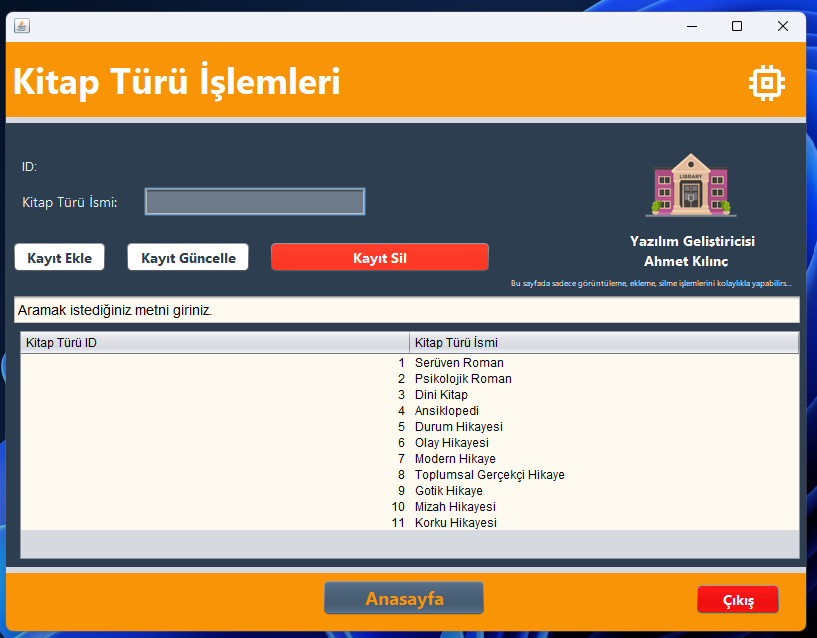 Kitap Türü İşlemleri
ID:
Kitap Türü İsmi:
LIBRARY
Yazılım Geliştiricisi
Ahmet Kılınç
Kayıt Ekle
Kayıt Güncelle
Kayıt Sil
Bu sayfada sadece görüntüleme, ekleme, silme işlemlerini kolaylıkla yapabilirs...
Aramak istediğiniz metni giriniz.
Kitap Türü ID Kitap Türü İsmi
1 Serüven Roman
2 Psikolojik Roman
3 Dini Kitap
4 Ansiklopedi
5 Durum Hikayesi
6 Olay Hikayesi
7 Modern Hikaye
8 Toplumsal Gerçekçi Hikaye
9 Gotik Hikaye
10 Mizah Hikayesi
11 Korku Hikayesi
Anasayfa
Çıkış